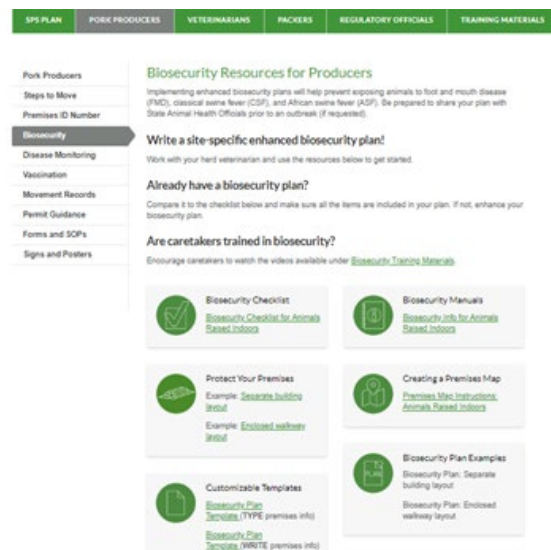 SPS PLAN
PORK PRODUCERS
VETERINARIANS
PACKERS
REGULATORY OFFICIALS
TRAINING MATERIALS
Pork Producers
Steps to Move
Premises ID Number
Biosecurity
Disease Monitoring
Vaccination
Movement Records
Permit Guidance
Forms and SOPs
Signs and Posters
Biosecurity Resources for Producers
Implementing enhanced biosecurity plans will help prevent exposing animals to foot and mouth disease
(FMD), classical swine fever (CSF), and African swine fever (ASF). Be prepared to share your plan with
State Animal Health Officials prior to an outbreak (if requested).
Write a site-specific enhanced biosecurity plan!
Work with your herd veterinarian and use the resources below to get started.
Already have a biosecurity plan?
Compare it to the checklist below and make sure all the items are included in your plan. If not, enhance your
biosecurity plan.
Are caretakers trained in biosecurity?
Encourage caretakers to watch the videos available under Biosecurity Training Materials.
Biosecurity Checklist
Biosecurity Checklist for Animals
Raised Indoors
Biosecurity Manuals
Biosecurity Info for Animals
Raised Indoors
Protect Your Premises
Example: Separate building
layout
Example: Enclosed walkway
layout
Creating a Premises Map
Premises Map Instructions:
Animals Raised Indoors
Customizable Templates
Biosecurity Plan
Template (TYPE premises info)
Biosecurity Plan
Template (WRITE premises info)
Biosecurity Plan Examples
PLAN
Biosecurity Plan: Separate
building layout
Biosecurity Plan: Enclosed
walkway layout